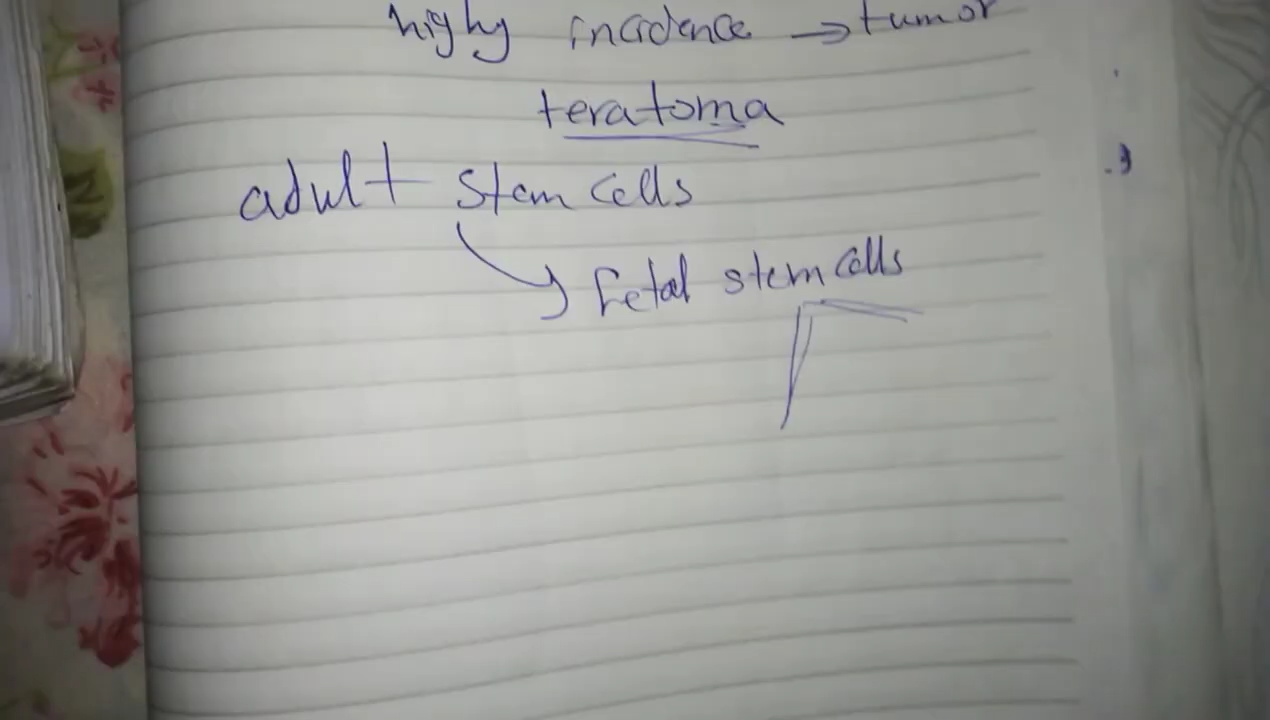 highy incidence → tumor
teratoma
adult stem cells
fetal stem cells